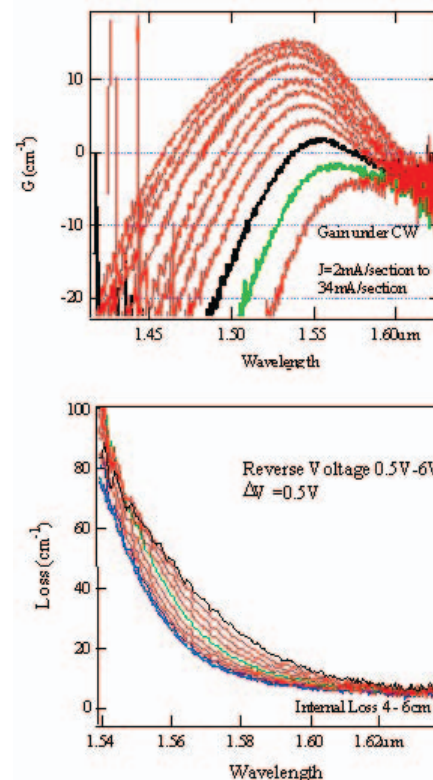 10
0
-10
-20
G (cm-1)
Gain under CW
J=2mA/section to
34mA/section
1.45
1.50
1.55
1.60um
Wavelength
100
80
60
40
20
0
Loss (cm-1)
Reverse Voltage 0.5V-6V
ΔV =0.5V
Internal Loss 4 - 6cm
1.54
1.56
1.58
1.60
1.62um
Wavelength